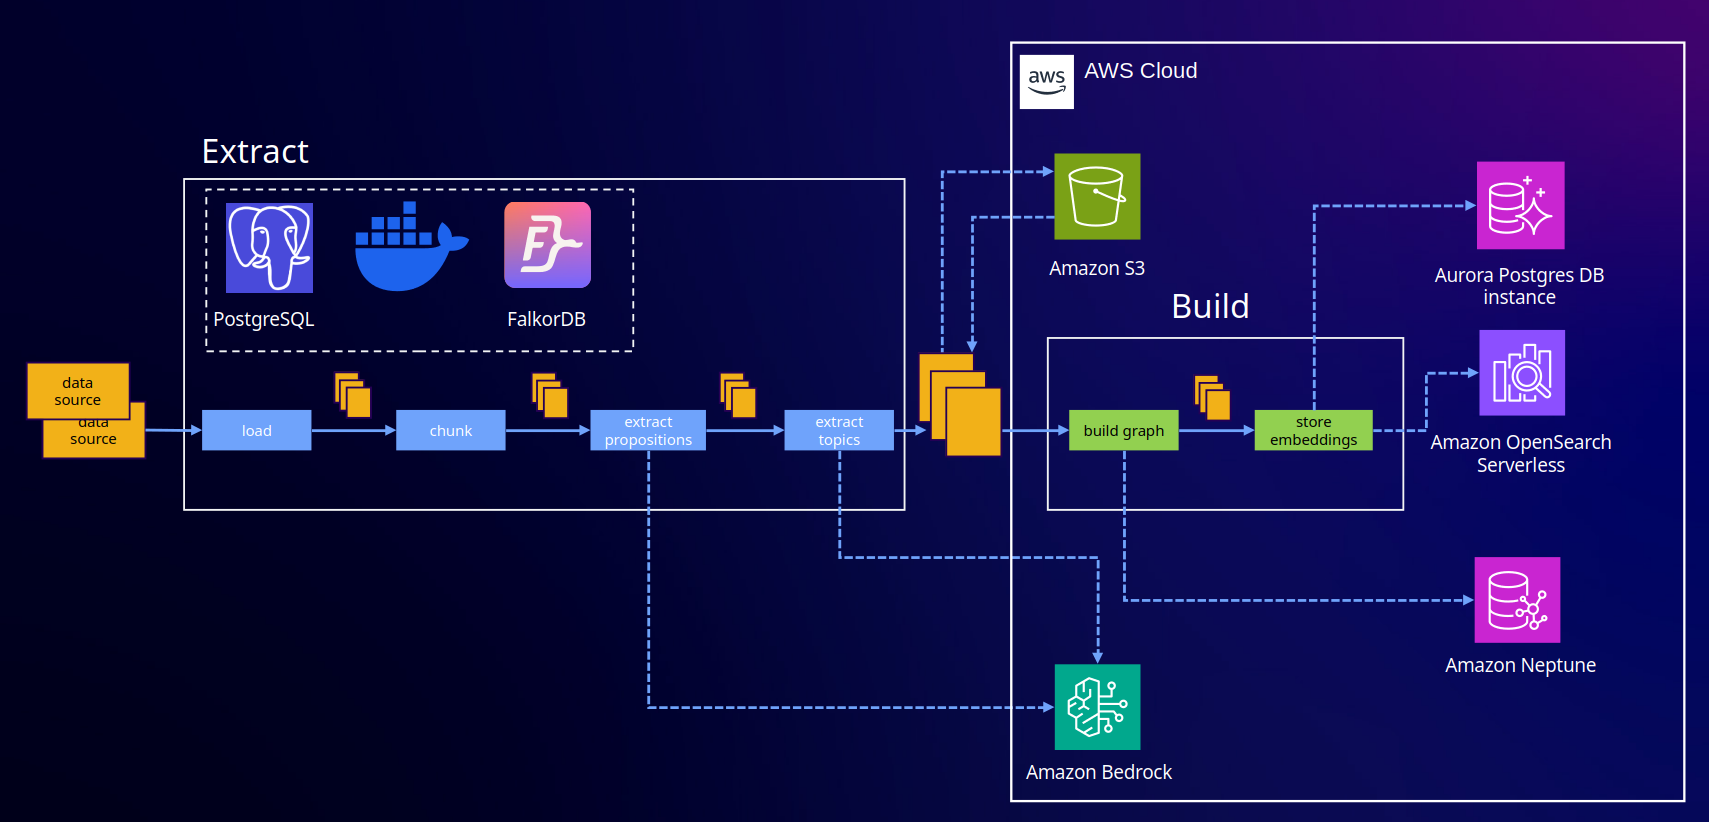 aws
AWS Cloud
Extract
PostgreSQL
FalkorDB
Amazon S3
Aurora Postgres DB
instance
Build
data
source
data
source
load
chunk
extract
propositions
extract
topics
build graph
store
embeddings
Amazon OpenSearch
Serverless
Amazon Neptune
Amazon Bedrock